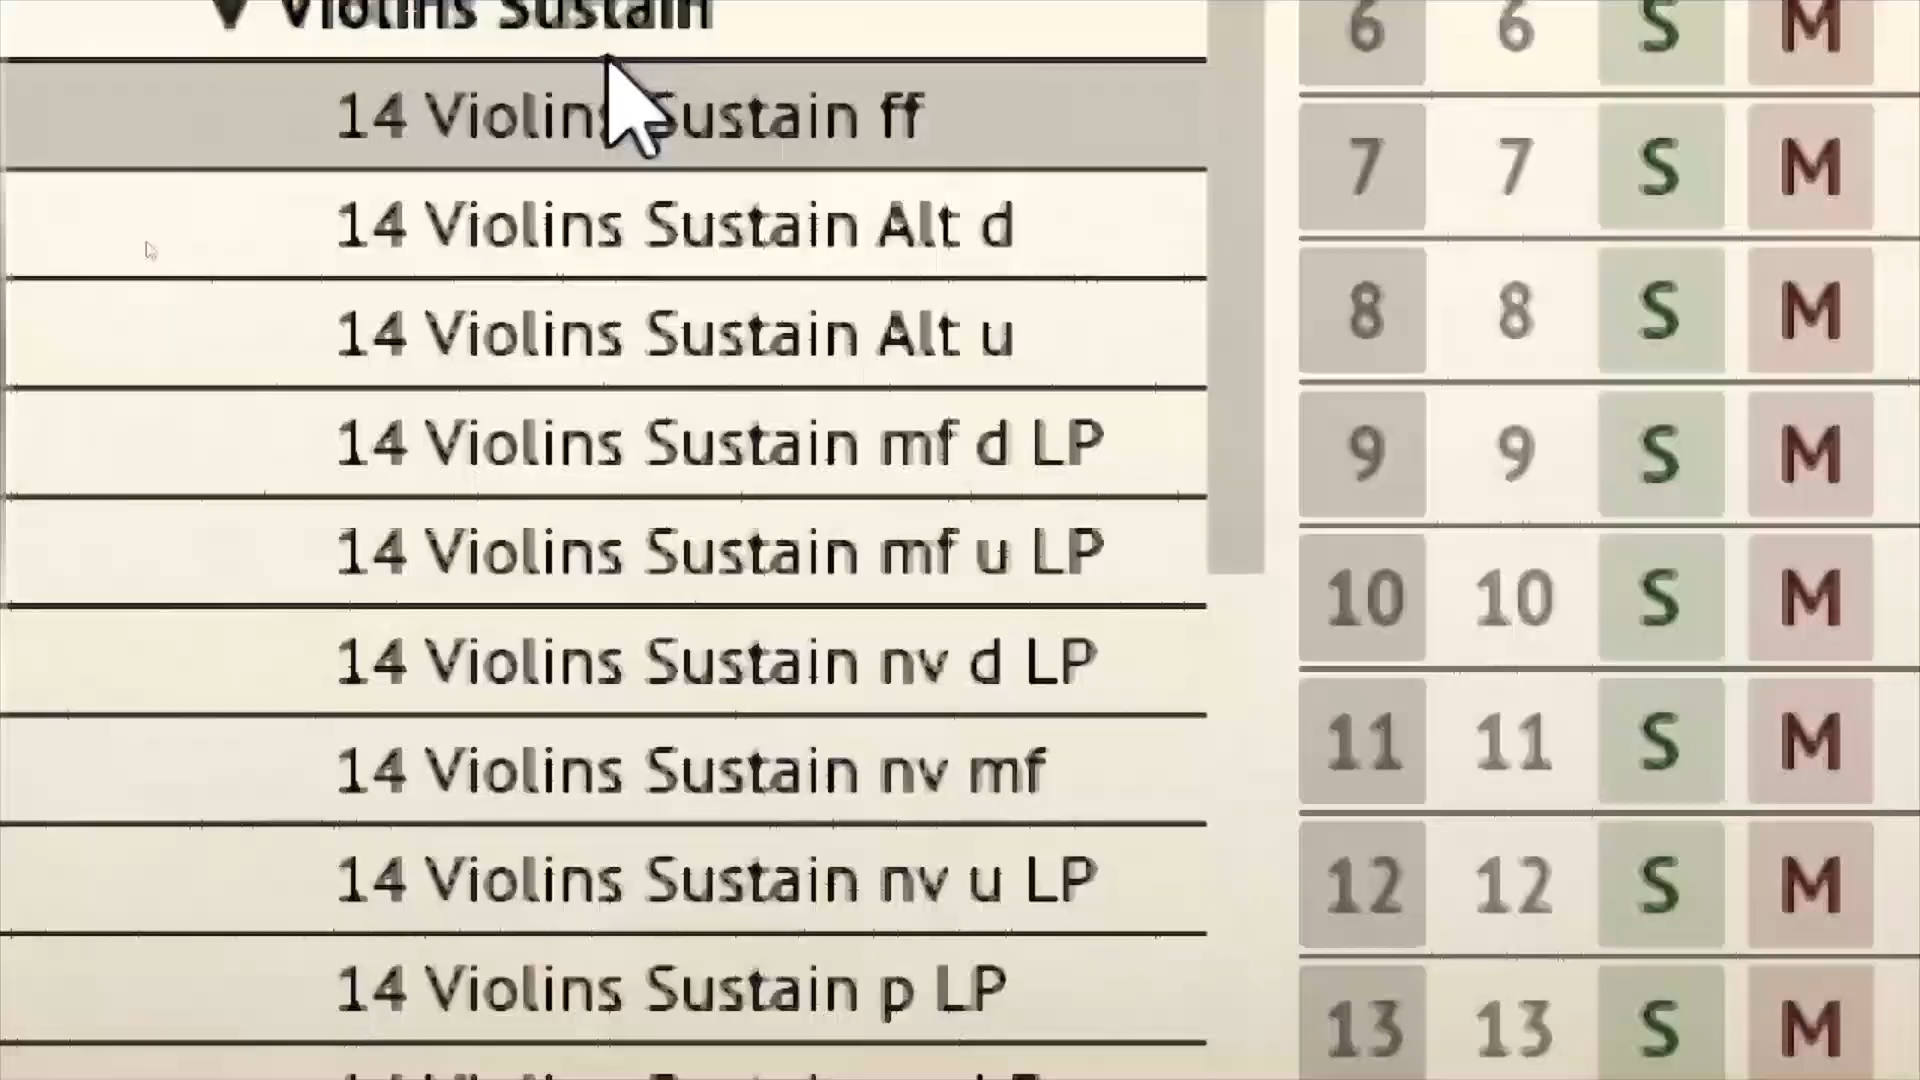 Violins Sustain
14 Violins Sustain ff
14 Violins Sustain Alt d
14 Violins Sustain Alt u
14 Violins Sustain mf d LP
14 Violins Sustain mf u LP
14 Violins Sustain nv d LP
14 Violins Sustain nv mf
14 Violins Sustain nv u LP
14 Violins Sustain p LP
6 6 S M
7 7 S M
8 8 S M
9 9 S M
10 10 S M
11 11 S M
12 12 S M
13 13 S M